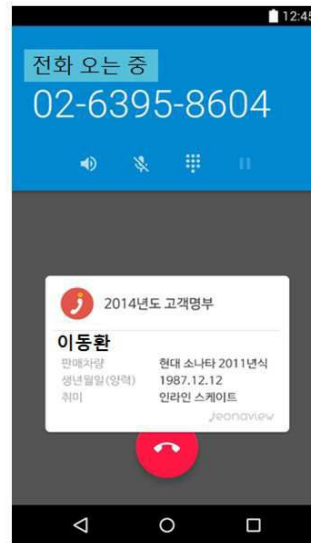 12:45
전화 오는 중
02-6395-8604
2014년도 고객명부
이동환
판매차량 현대 소나타 2011년식
생년월일(양력) 1987.12.12
취미 인라인 스케이트
jeonaview